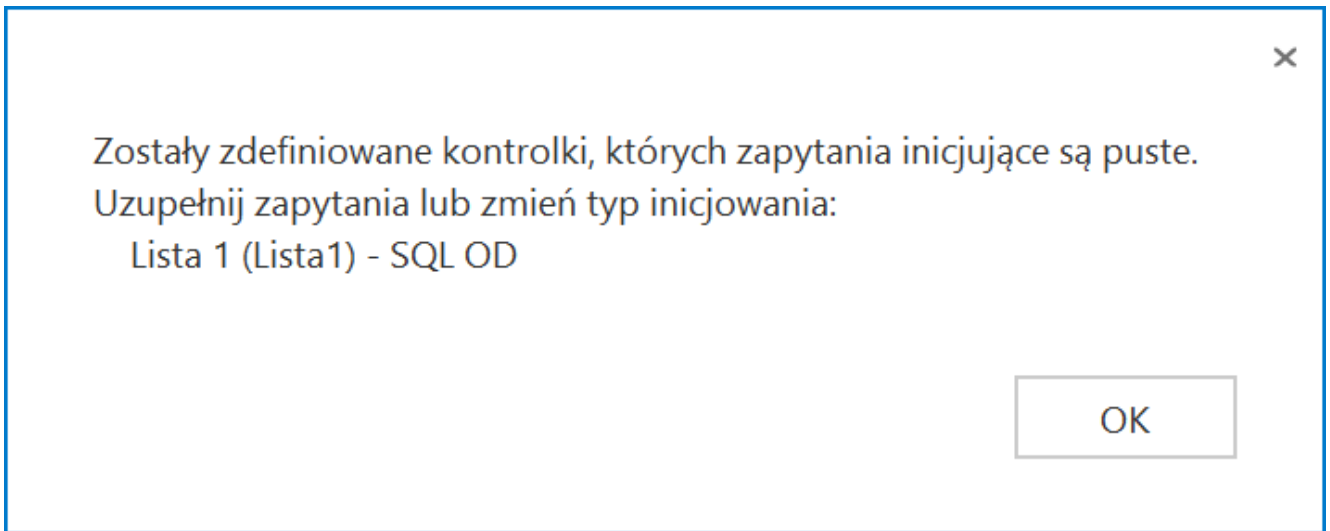 Zostały zdefiniowane kontrolki, których zapytania inicjujące są puste.
Uzupełnij zapytania lub zmień typ inicjowania:
Lista 1 (Lista1) - SQL OD
OK